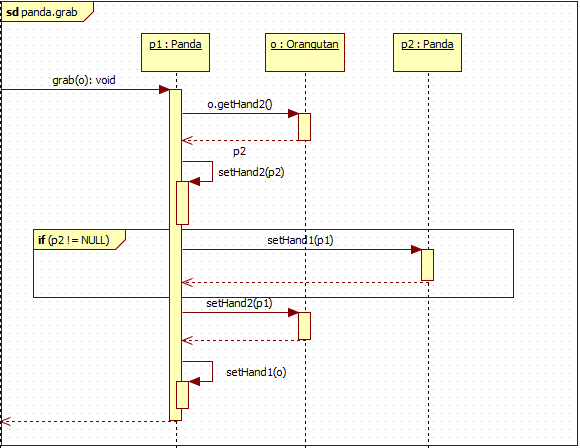 sd panda.grab
p1 : Panda
o : Orangutan
p2 : Panda
grab(o): void
o.getHand2()
p2
setHand2(p2)
if (p2 != NULL)
setHand1(p1)
setHand2(p1)
setHand1(o)